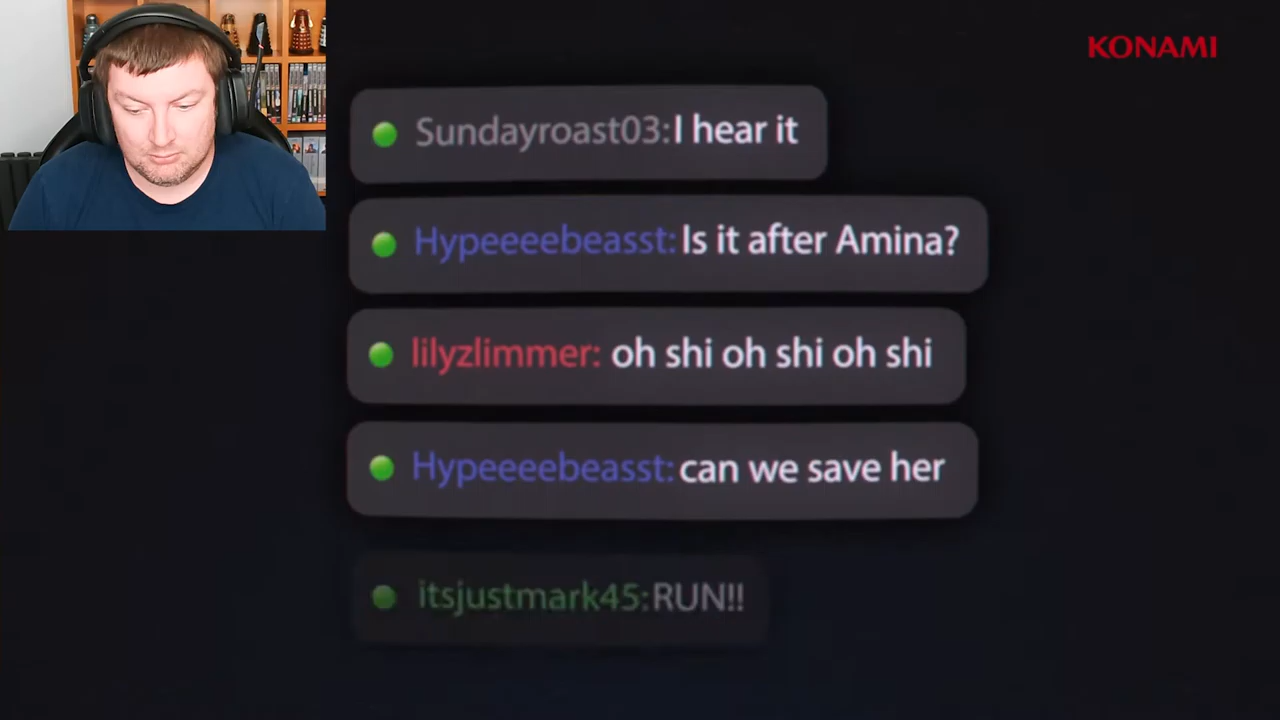 KONAMI
Sundayroast03:I hear it
Hypeeeebeasst:Is it after Amina?
lilyzlimmer: oh shi oh shi oh shi
Hypeeeebeasst:can we save her
itsjustmark45:RUN!!